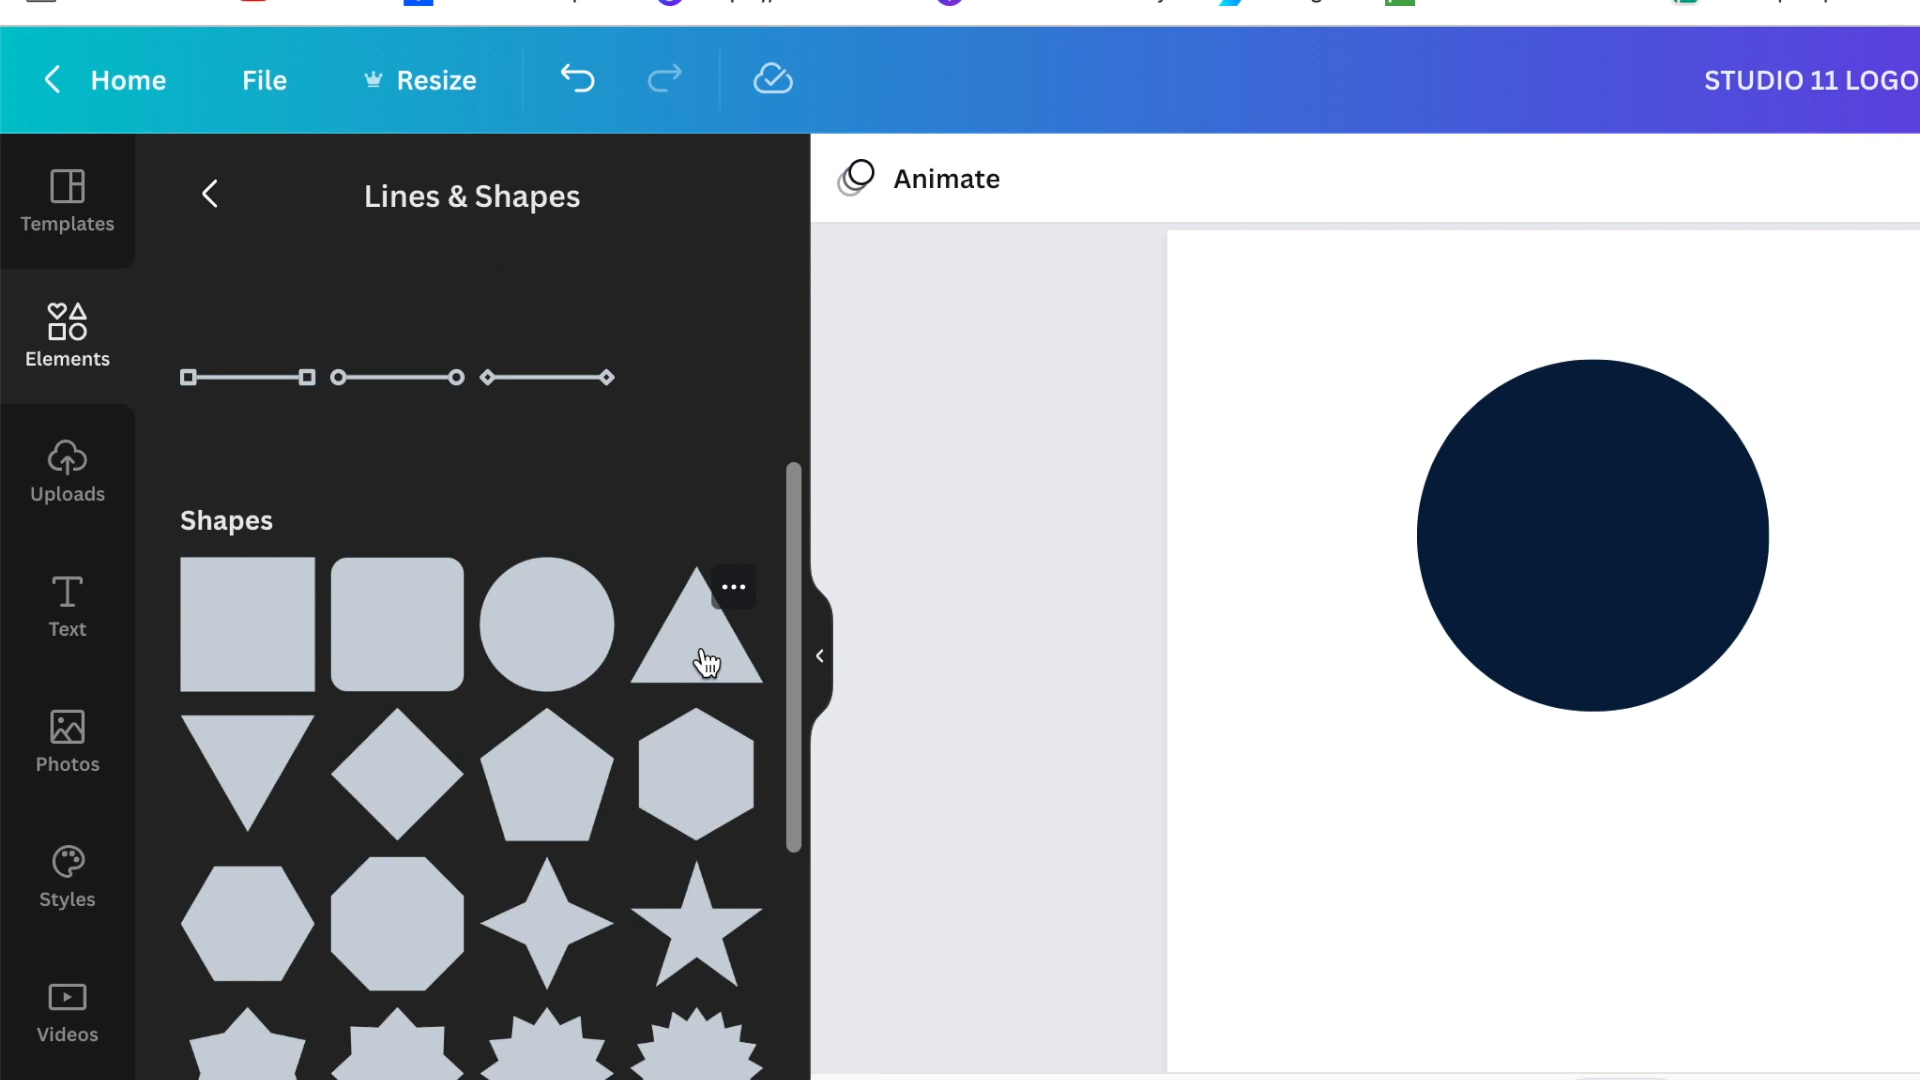 Home File Resize
STUDIO 11 LOGO
Templates
Lines & Shapes
Animate
Elements
Uploads
Shapes
Text
Photos
Styles
Videos